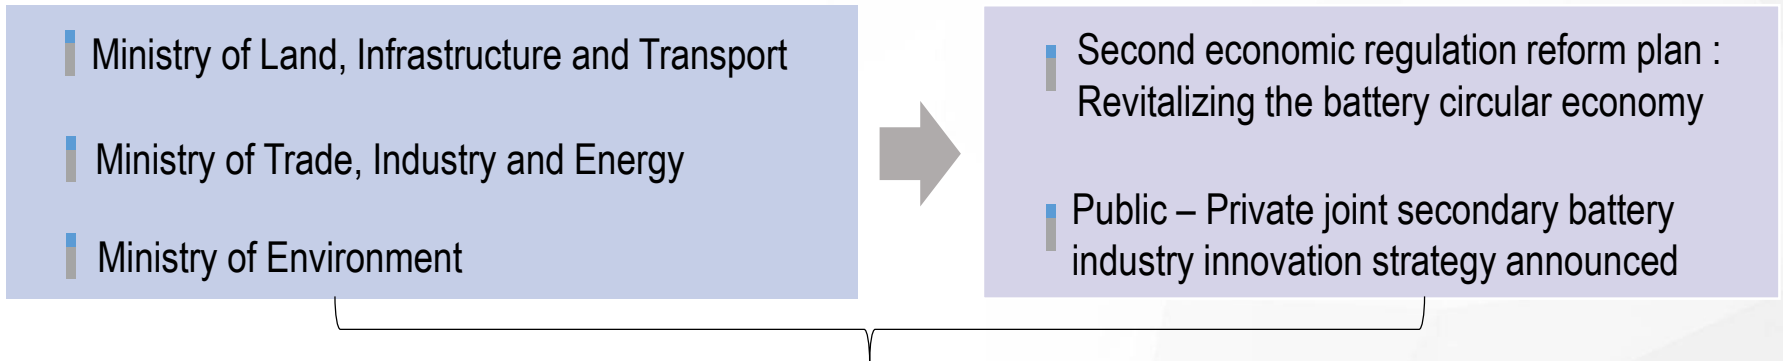 Ministry of Land, Infrastructure and Transport
Ministry of Trade, Industry and Energy
Ministry of Environment
Second economic regulation reform plan :
Revitalizing the battery circular economy
Public – Private joint secondary battery
industry innovation strategy announced